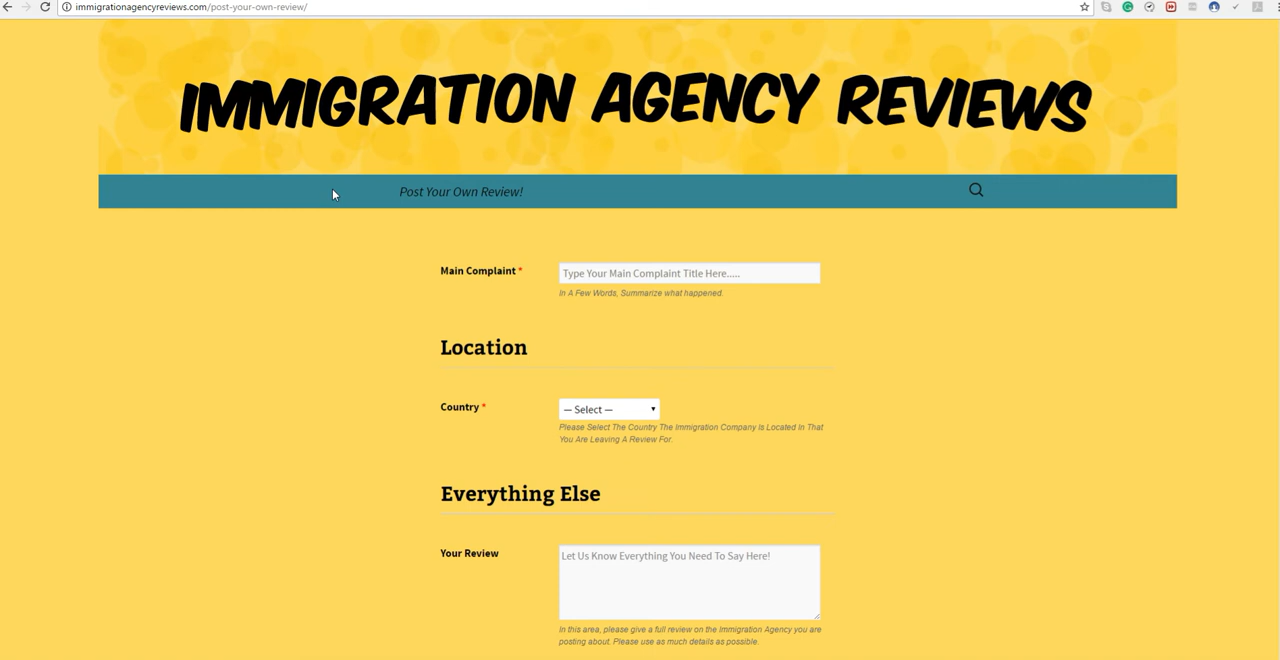 immigrationagencyreviews.com/post-your-own-review/
IMMIGRATION AGENCY REVIEWS
Post Your Own Review!
Main Complaint *
Type Your Main Complaint Title Here.....
In A Few Words, Summarize what happened.
Location
Country *
— Select —
Please Select The Country The Immigration Company Is Located In That
You Are Leaving A Review For.
Everything Else
Your Review
Let Us Know Everything You Need To Say Here!
In this area, please give a full review on the Immigration Agency you are
posting about. Please use as much details as possible.